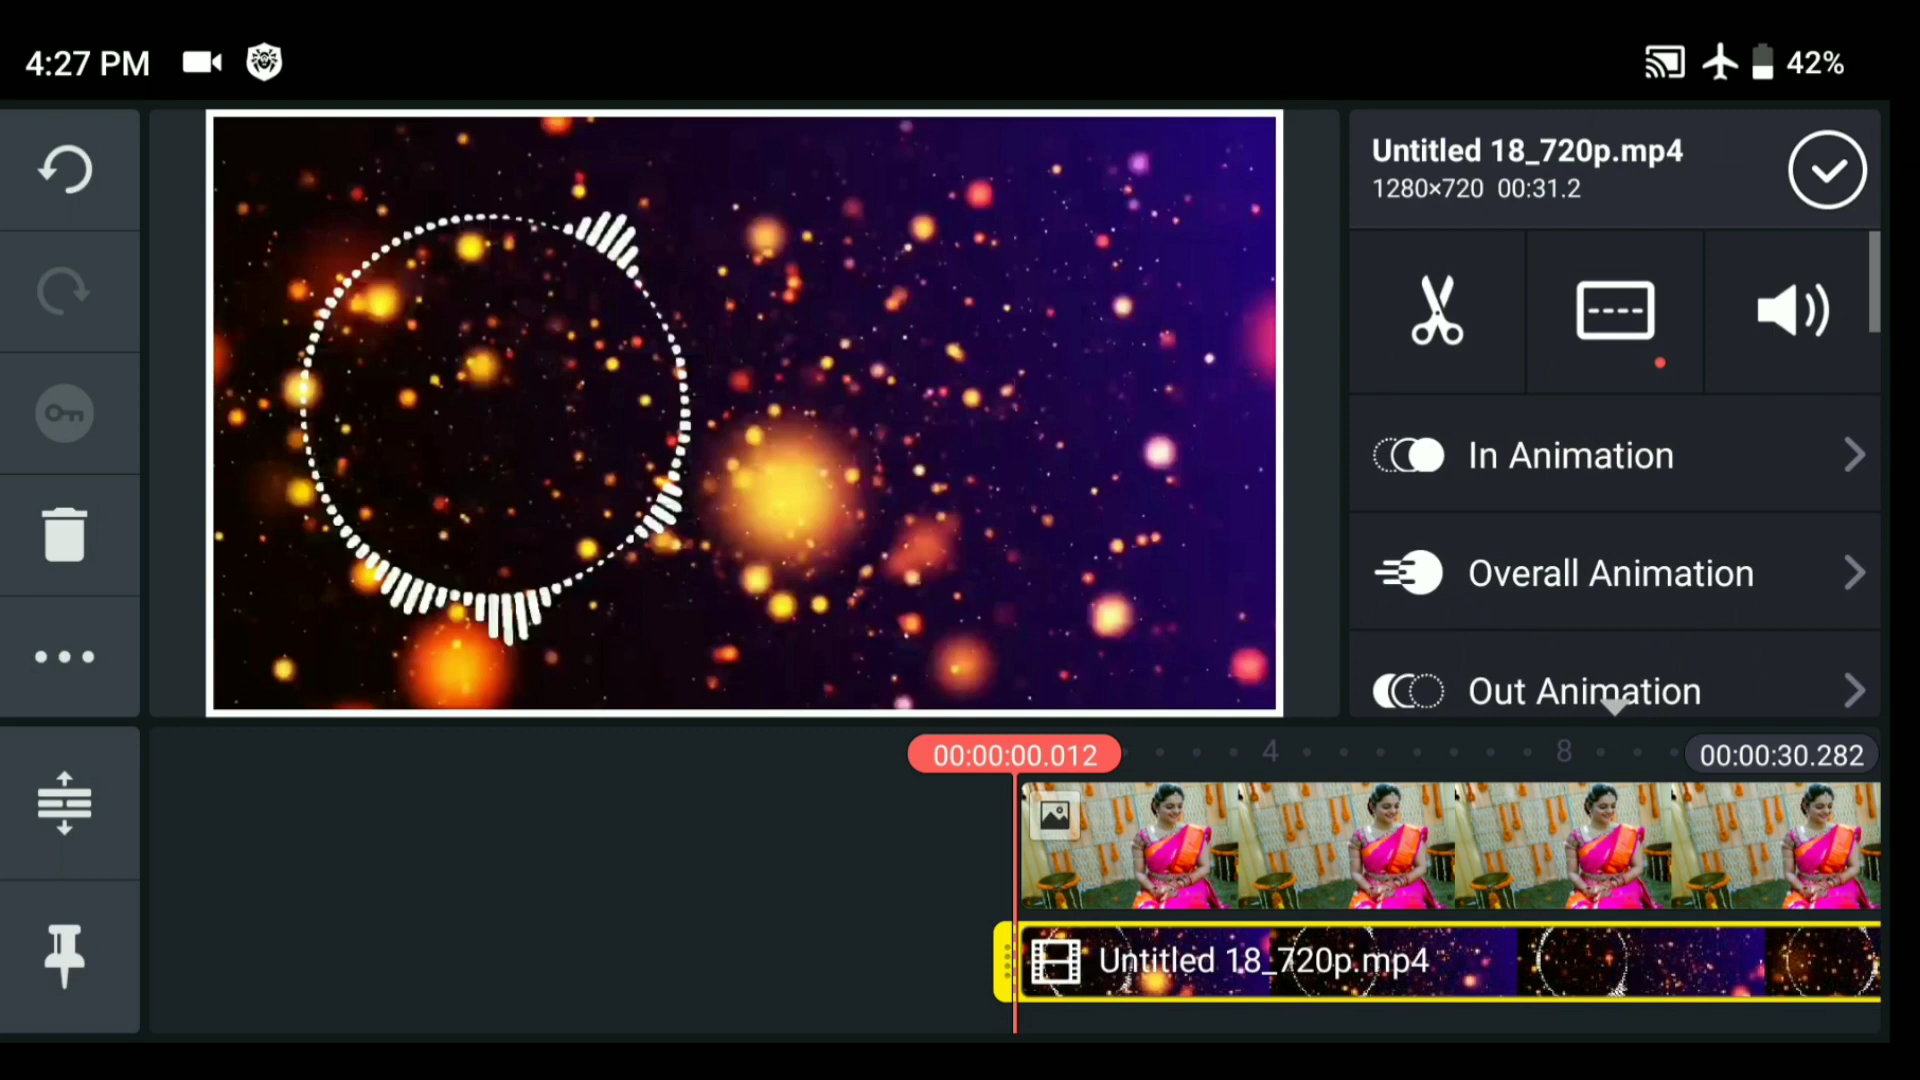 4:27 PM
42%
Untitled 18_720p.mp4
1280×720 00:31.2
In Animation
Overall Animation
Out Animation
00:00:00.012
4
8
00:00:30.282
Untitled 18_720p.mp4